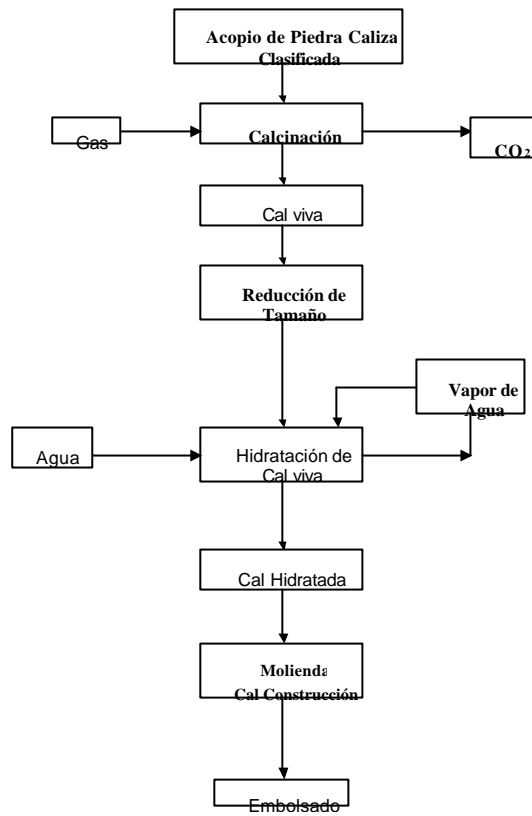 Acopio de Piedra Caliza
Clasificada
Gas
Calcinación
CO2
Cal viva
Reducción de
Tamaño
Vapor de
Agua
Agua
Hidratación de
Cal viva
Cal Hidratada
Molienda
Cal Construcción
Embolsado